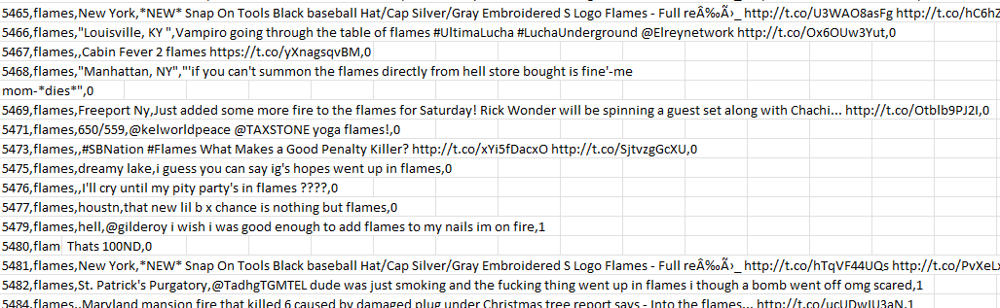 5465,flames,New York,*NEW* Snap On Tools Black baseball Hat/Cap Silver/Gray Embroidered S Logo Flames - Full reÂ‰Ã›_ http://t.co/U3WAO8asFg http://t.co/hC6hZ
5466,flames,"Louisville, KY ",Vampiro going through the table of flames #UltimaLucha #LuchaUnderground @Elreynetwork http://t.co/Ox6OUw3Yut,0
5467,flames,,Cabin Fever 2 flames https://t.co/yXnagsqvBM,0
5468,flames,"Manhattan, NY","'if you can't summon the flames directly from hell store bought is fine'-me
mom-*dies*",0
5469,flames,Freeport Ny,Just added some more fire to the flames for Saturday! Rick Wonder will be spinning a guest set along with Chachi... http://t.co/Otblb9PJ2I,0
5471,flames,650/559,@kelworldpeace @TAXSTONE yoga flames!,0
5473,flames,,#SBNation #Flames What Makes a Good Penalty Killer? http://t.co/xYi5fDacxO http://t.co/SjtvzgGcXU,0
5475,flames,dreamy lake,i guess you can say ig's hopes went up in flames,0
5476,flames,,I'll cry until my pity party's in flames ????,0
5477,flames,houstn,that new lil b x chance is nothing but flames,0
5479,flames,hell,@gilderoy i wish i was good enough to add flames to my nails im on fire,1
5480,flam Thats 100ND,0
5481,flames,New York,*NEW* Snap On Tools Black baseball Hat/Cap Silver/Gray Embroidered S Logo Flames - Full reÂ‰Ã›_ http://t.co/hTqVF44UQs http://t.co/PvXeLx
5482,flames,St. Patrick's Purgatory,@TadhgTGMTEL dude was just smoking and the fucking thing went up in flames i though a bomb went off omg scared,1
5484,flames,,Maryland mansion fire that killed 6 caused by damaged plug under Christmas tree report says - Into the flames... http://t.co/ucUDwIU3aN,1